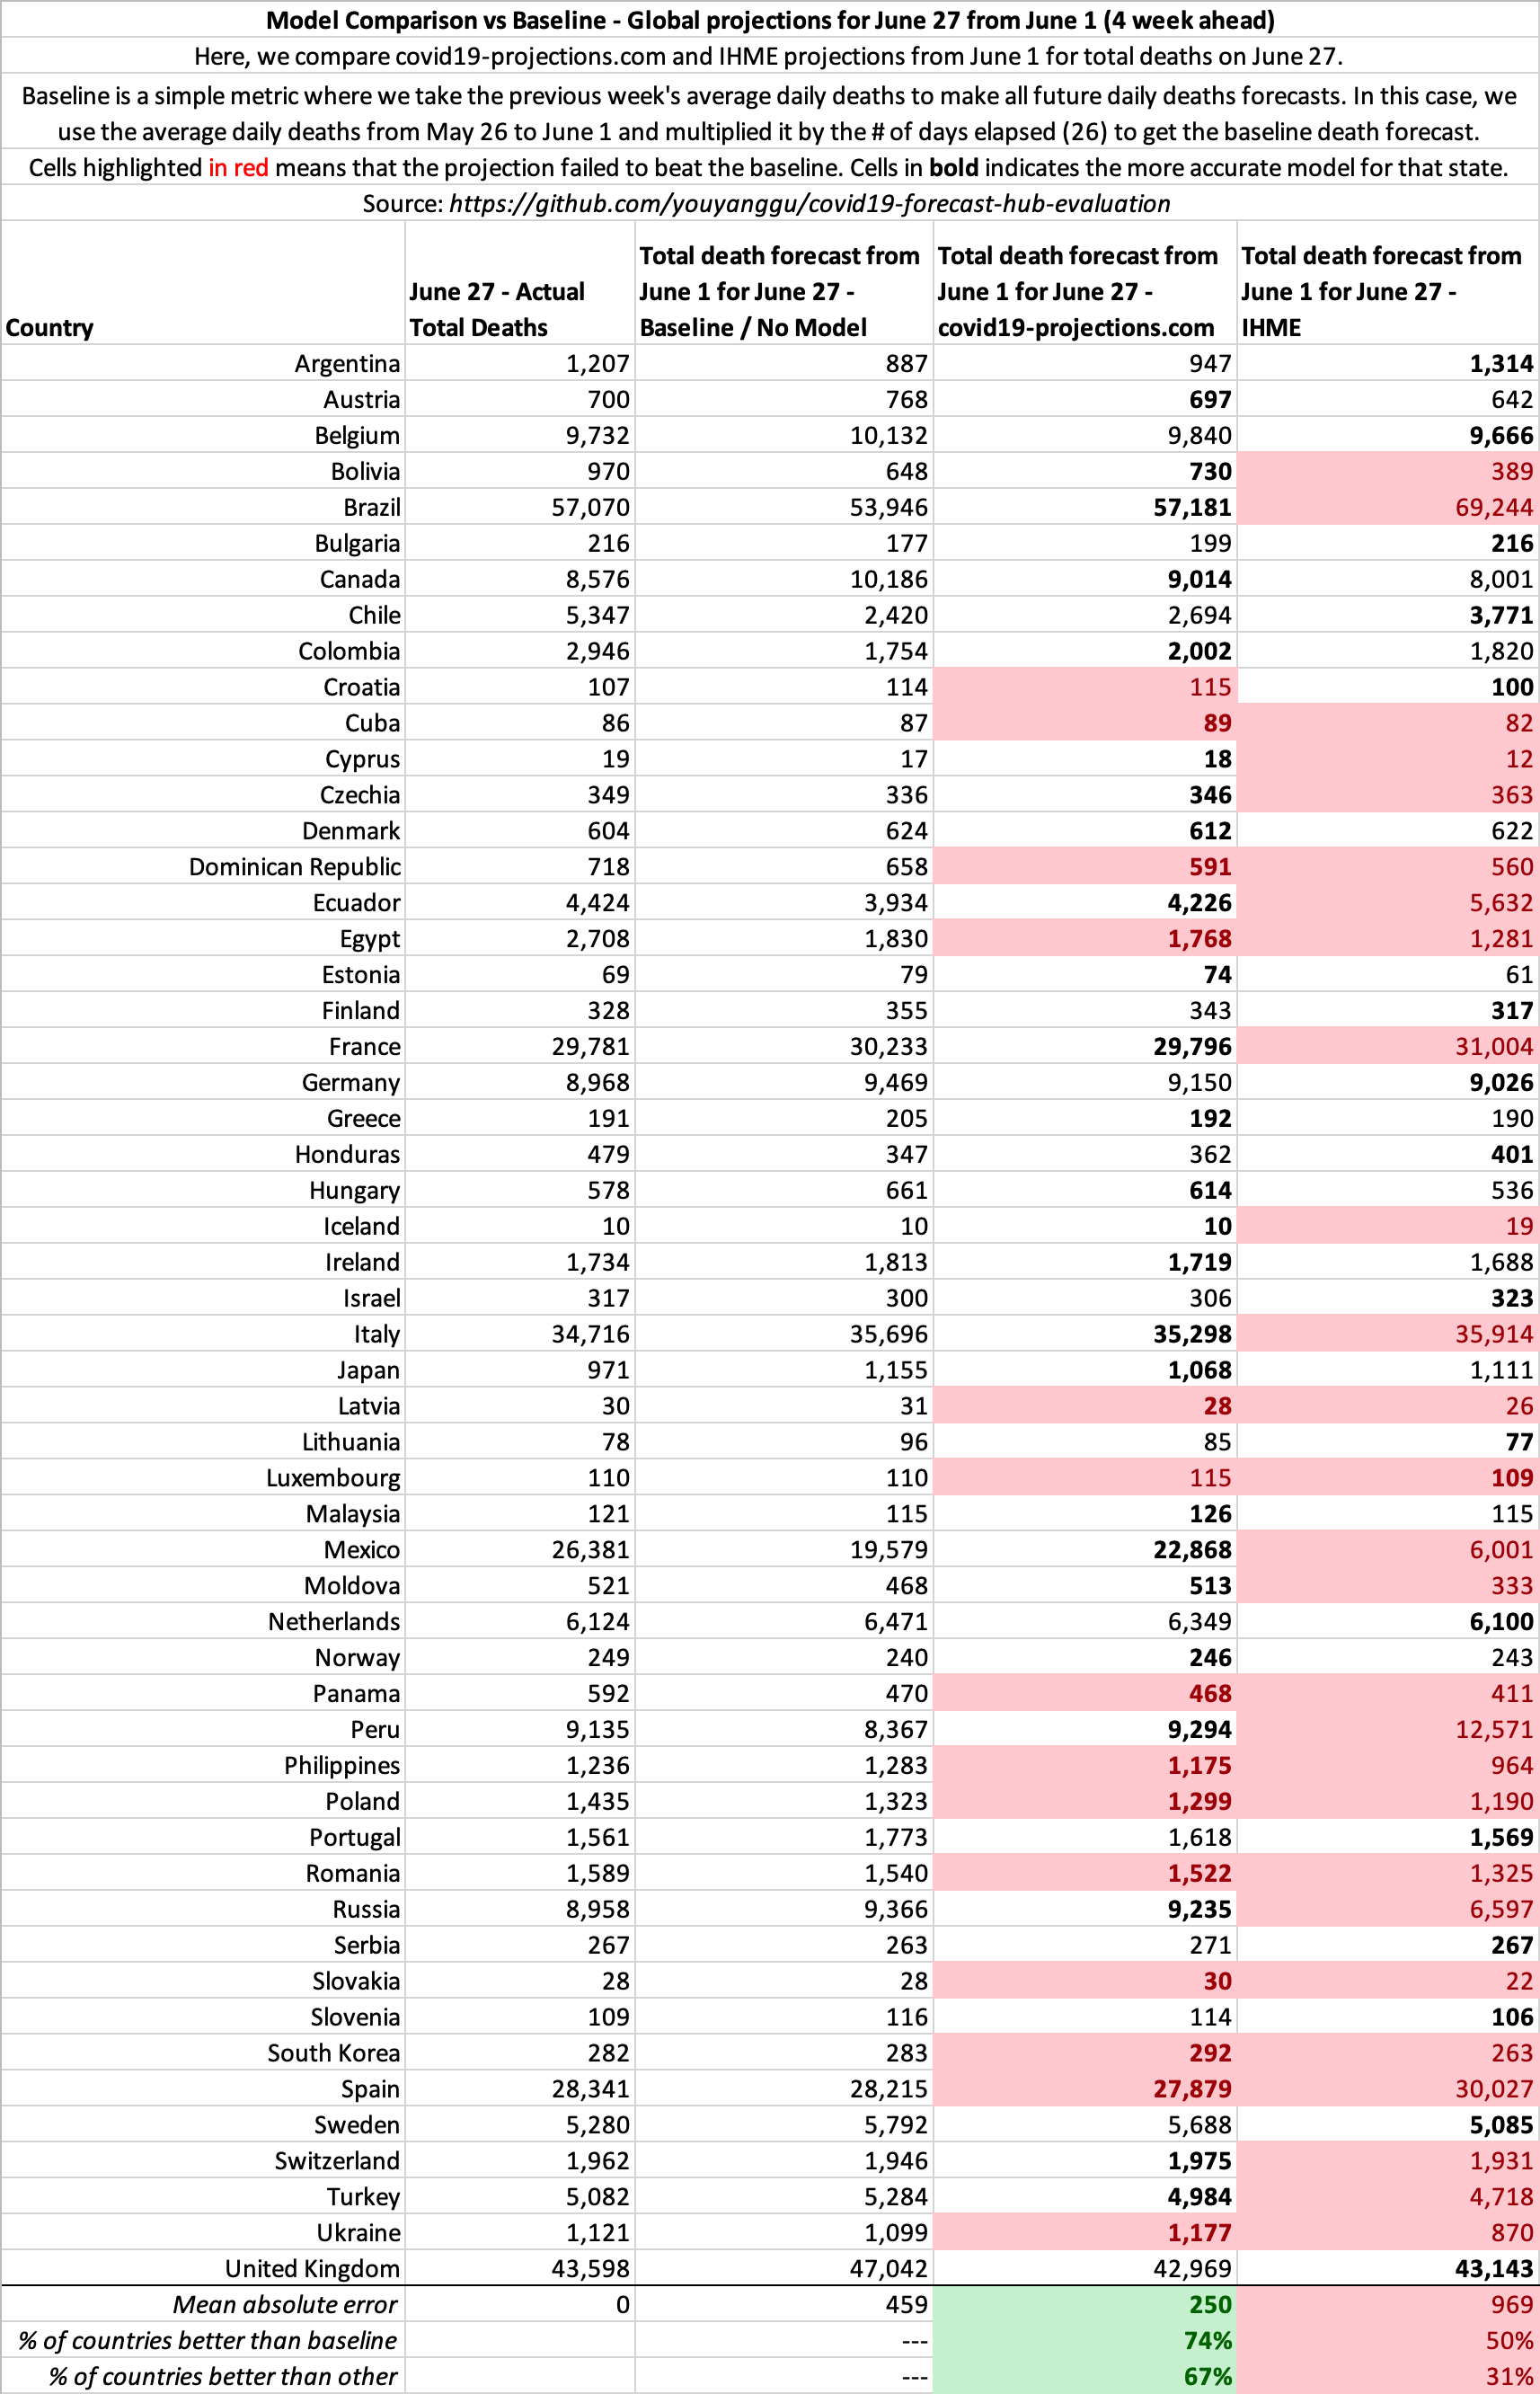 Model Comparison vs Baseline - Global projections for June 27 from June 1 (4 week ahead)
Here, we compare covid19-projections.com and IHME projections from June 1 for total deaths on June 27.
Baseline is a simple metric where we take the previous week's average daily deaths to make all future daily deaths forecasts. In this case, we
use the average daily deaths from May 26 to June 1 and multiplied it by the # of days elapsed (26) to get the baseline death forecast.
Cells highlighted in red means that the projection failed to beat the baseline. Cells in bold indicates the more accurate model for that state.
Source: https://github.com/youyanggu/covid19-forecast-hub-evaluation
Country June 27 - Actual Total Deaths Total death forecast from June 1 for June 27 - Baseline / No Model Total death forecast from June 1 for June 27 - covid19-projections.com Total death forecast from June 1 for June 27 - IHME
Argentina 1,207 887 947 1,314
Austria 700 768 697 642
Belgium 9,732 10,132 9,840 9,666
Bolivia 970 648 730 389
Brazil 57,070 53,946 57,181 69,244
Bulgaria 216 177 199 216
Canada 8,576 10,186 9,014 8,001
Chile 5,347 2,420 2,694 3,771
Colombia 2,946 1,754 2,002 1,820
Croatia 107 114 115 100
Cuba 86 87 89 82
Cyprus 19 17 18 12
Czechia 349 336 346 363
Denmark 604 624 612 622
Dominican Republic 718 658 591 560
Ecuador 4,424 3,934 4,226 5,632
Egypt 2,708 1,830 1,768 1,281
Estonia 69 79 74 61
Finland 328 355 343 317
France 29,781 30,233 29,796 31,004
Germany 8,968 9,469 9,150 9,026
Greece 191 205 192 190
Honduras 479 347 362 401
Hungary 578 661 614 536
Iceland 10 10 10 19
Ireland 1,734 1,813 1,719 1,688
Israel 317 300 306 323
Italy 34,716 35,696 35,298 35,914
Japan 971 1,155 1,068 1,111
Latvia 30 31 28 26
Lithuania 78 96 85 77
Luxembourg 110 110 115 109
Malaysia 121 115 126 115
Mexico 26,381 19,579 22,868 6,001
Moldova 521 468 513 333
Netherlands 6,124 6,471 6,349 6,100
Norway 249 240 246 243
Panama 592 470 468 411
Peru 9,135 8,367 9,294 12,571
Philippines 1,236 1,283 1,175 964
Poland 1,435 1,323 1,299 1,190
Portugal 1,561 1,773 1,618 1,569
Romania 1,589 1,540 1,522 1,325
Russia 8,958 9,366 9,235 6,597
Serbia 267 263 271 267
Slovakia 28 28 30 22
Slovenia 109 116 114 106
South Korea 282 283 292 263
Spain 28,341 28,215 27,879 30,027
Sweden 5,280 5,792 5,688 5,085
Switzerland 1,962 1,946 1,975 1,931
Turkey 5,082 5,284 4,984 4,718
Ukraine 1,121 1,099 1,177 870
United Kingdom 43,598 47,042 42,969 43,143
Mean absolute error 0 459 250 969
% of countries better than baseline --- 74% 50%
% of countries better than other --- 67% 31%